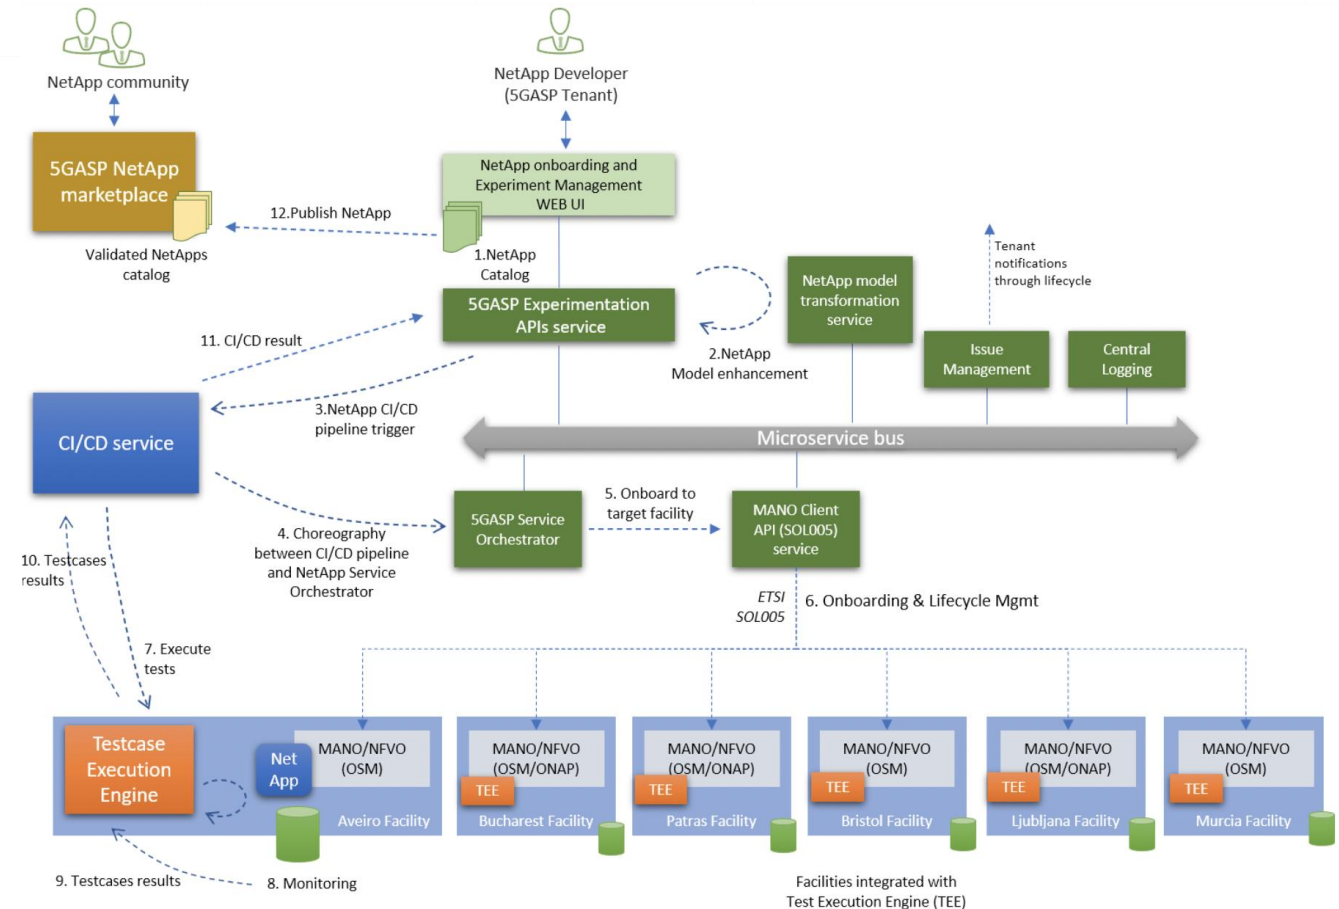 NetApp community
NetApp Developer
(5GASP Tenant)
5GASP NetApp
marketplace
NetApp onboarding and
Experiment Management
WEB UI
12.Publish NetApp
Validated NetApps
catalog
1.NetApp
Catalog
Tenant
notifications
through lifecycle
5GASP Experimentation
APIs service
NetApp model
transformation
service
11. CI/CD result
2.NetApp
Model enhancement
Issue
Management
Central
Logging
3.NetApp CI/CD
pipeline trigger
CI/CD service
Microservice bus
4. Choreography
between CI/CD pipeline
and NetApp Service
Orchestrator
5GASP Service
Orchestrator
5. Onboard to
target facility
MANO Client
API (SOL005)
service
10. Testcases
results
ETSI
SOL005
6. Onboarding & Lifecycle Mgmt
7. Execute
tests
Testcase
Execution
Engine
Net
App
MANO/NFVO
(OSM)
Aveiro Facility
MANO/NFVO
(OSM/ONAP)
TEE
Bucharest Facility
MANO/NFVO
(OSM/ONAP)
TEE
Patras Facility
MANO/NFVO
(OSM)
TEE
Bristol Facility
MANO/NFVO
(OSM/ONAP)
TEE
Ljubljana Facility
MANO/NFVO
(OSM)
TEE
Murcia Facility
9. Testcases results
8. Monitoring
Facilities integrated with
Test Execution Engine (TEE)